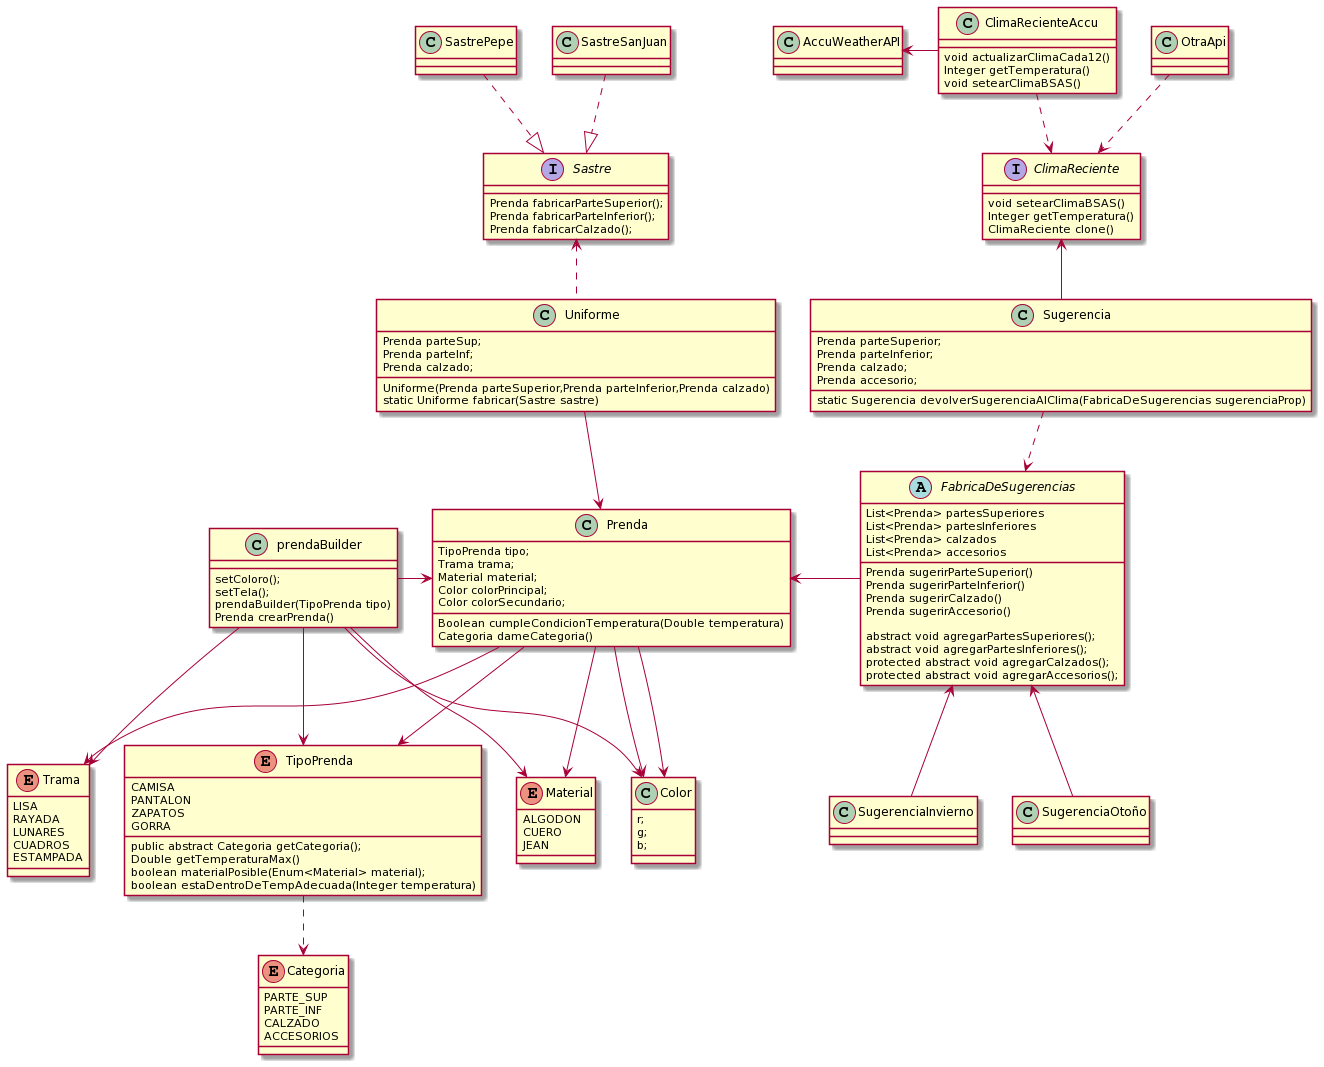 C SastrePepe
C SastreSanJuan
C AccuWeatherAPI
C ClimaRecienteAccu
void actualizarClimaCada12()
Integer getTemperatura()
void setearClimaBSAS()
C OtraApi
I Sastre
Prenda fabricarParteSuperior();
Prenda fabricarParteInferior();
Prenda fabricarCalzado();
I ClimaReciente
void setearClimaBSAS()
Integer getTemperatura()
ClimaReciente clone()
C Uniforme
Prenda parteSup;
Prenda parteInf;
Prenda calzado;
Uniforme(Prenda parteSuperior,Prenda parteInferior,Prenda calzado)
static Uniforme fabricar(Sastre sastre)
C Sugerencia
Prenda parteSuperior;
Prenda parteInferior;
Prenda calzado;
Prenda accesorio;
static Sugerencia devolverSugerenciaAlClima(FabricaDeSugerencias sugerenciaProp)
C prendaBuilder
setColoro();
setTela();
prendaBuilder(TipoPrenda tipo)
Prenda crearPrenda()
C Prenda
TipoPrenda tipo;
Trama trama;
Material material;
Color colorPrincipal;
Color colorSecundario;
Boolean cumpleCondicionTemperatura(Double temperatura)
Categoria dameCategoria()
A FabricaDeSugerencias
List<Prenda> partesSuperiores
List<Prenda> partesInferiores
List<Prenda> calzados
List<Prenda> accesorios
Prenda sugerirParteSuperior()
Prenda sugerirParteInferior()
Prenda sugerirCalzado()
Prenda sugerirAccesorio()
abstract void agregarPartesSuperiores();
abstract void agregarPartesInferiores();
protected abstract void agregarCalzados();
protected abstract void agregarAccesorios();
E Trama
LISA
RAYADA
LUNARES
CUADROS
ESTAMPADA
E TipoPrenda
CAMISA
PANTALON
ZAPATOS
GORRA
public abstract Categoria getCategoria();
Double getTemperaturaMax()
boolean materialPosible(Enum<Material> material);
boolean estaDentroDeTempAdecuada(Integer temperatura)
E Material
ALGODON
CUERO
JEAN
C Color
r;
g;
b;
C SugerenciaInvierno
C SugerenciaOtoño
E Categoria
PARTE_SUP
PARTE_INF
CALZADO
ACCESORIOS